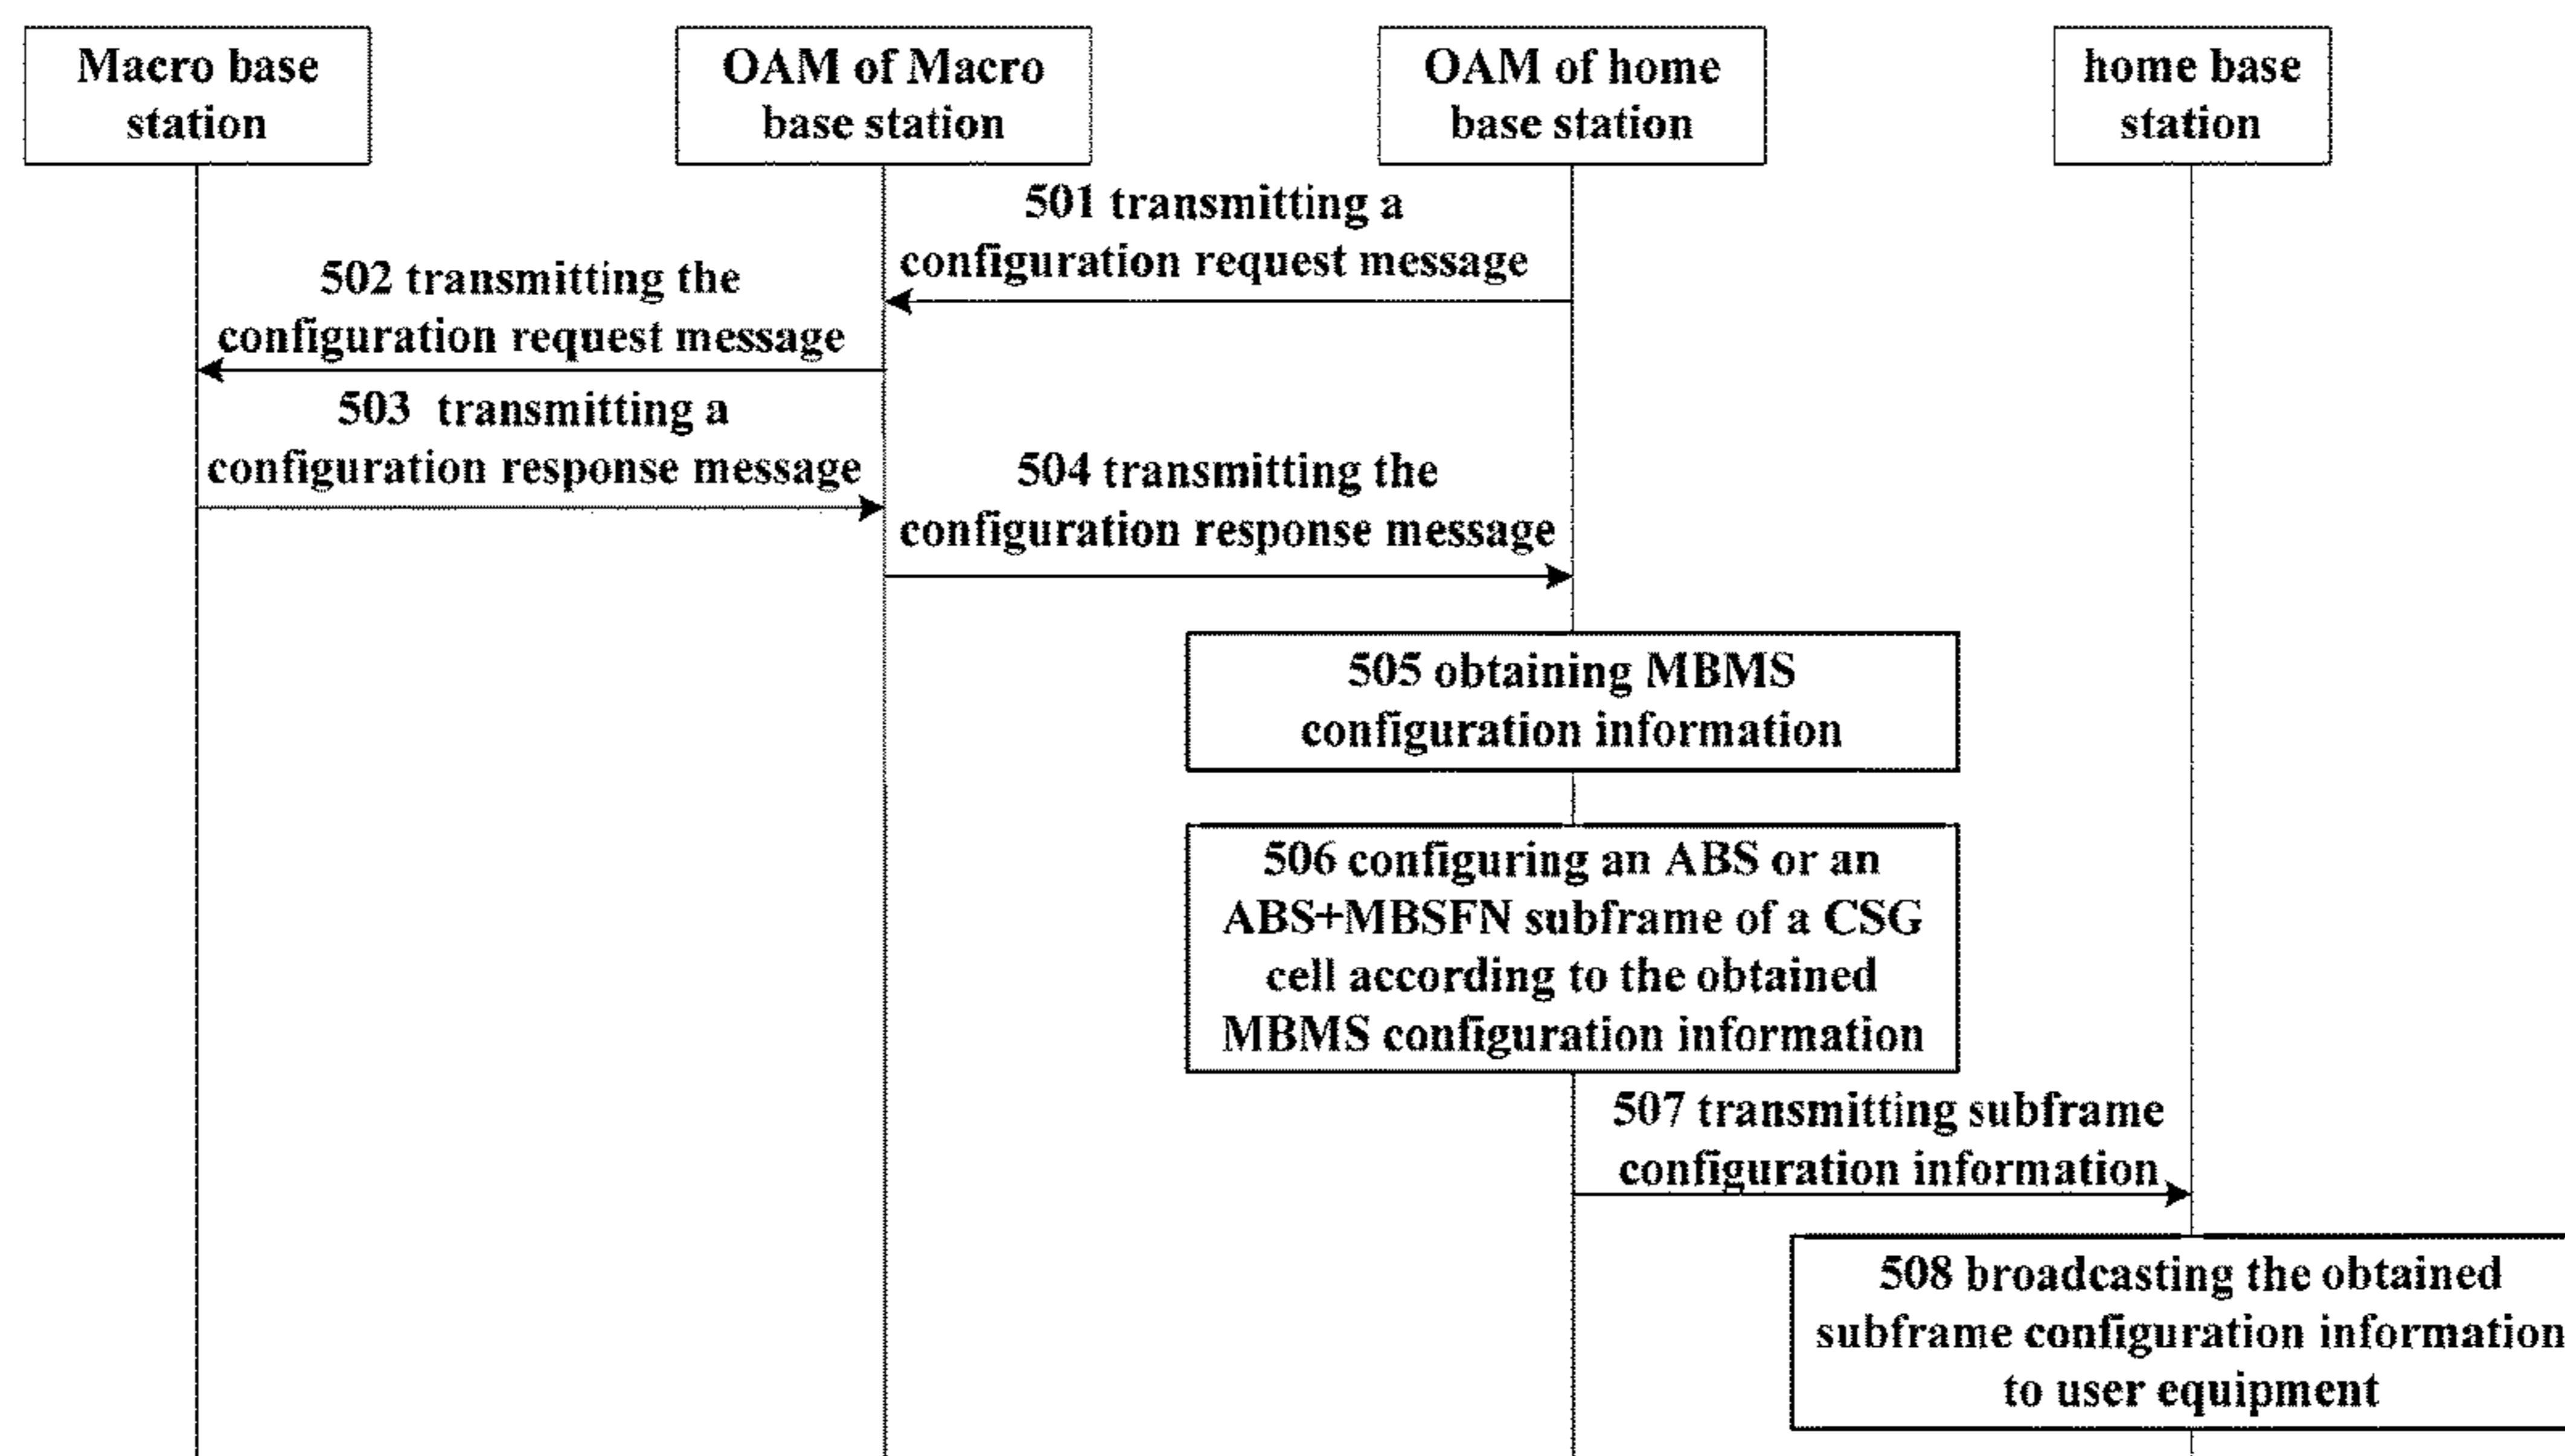 Macro base
station
OAM of Macro
base station
OAM of home
base station
home base
station
501 transmitting a
configuration request message
502 transmitting the
configuration request message
503 transmitting a
configuration response message
504 transmitting the
configuration response message
505 obtaining MBMS
configuration information
506 configuring an ABS or an
ABS+MBSFN subframe of a CSG
cell according to the obtained
MBMS configuration information
507 transmitting subframe
configuration information
508 broadcasting the obtained
subframe configuration information
to user equipment